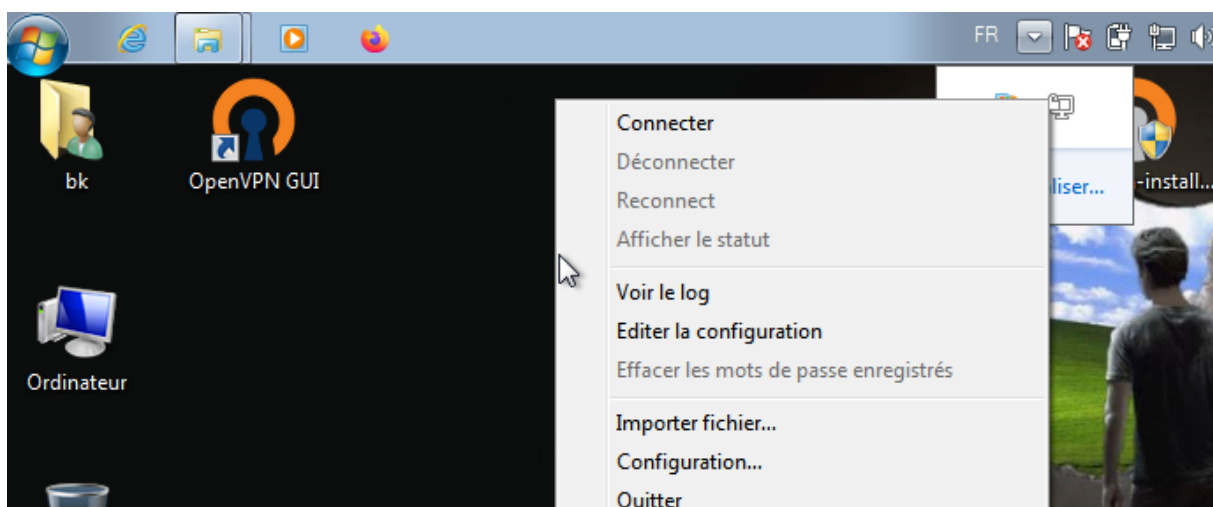 FR
bk
OpenVPN GUI
Connecter
Déconnecter
Reconnect
Afficher le statut
Voir le log
Editer la configuration
Effacer les mots de passe enregistrés
Importer fichier...
Configuration...
Quitter
liser...
-install...
Ordinateur